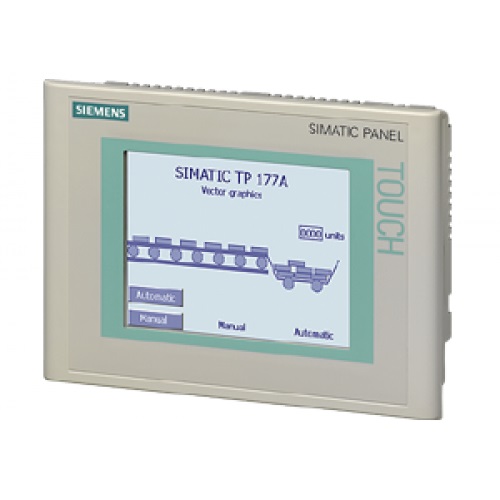 SIEMENS
SIMATIC PANEL
TOUCH
SIMATIC TP 177A
Vector graphics
0000 units
Automatic
Manual
Manual
Automatic